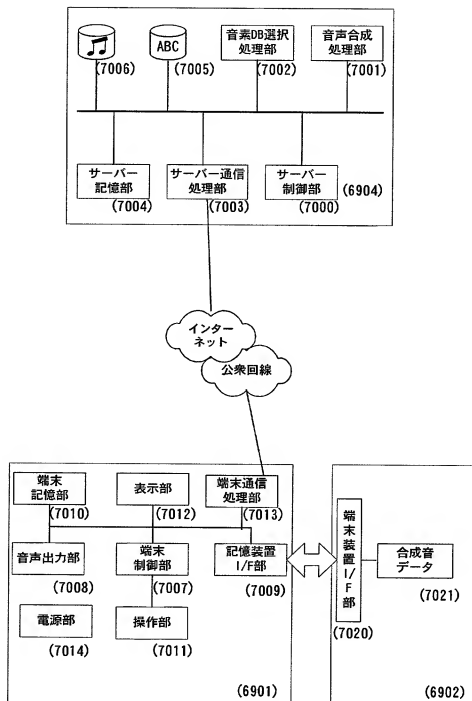 ABC
音素DB選択
処理部
音声合成
処理部
(7006)
(7005)
(7002)
(7001)
サーバー
記憶部
サーバー通信
処理部
サーバー
制御部
(7004)
(7003)
(7000)
(6904)
インター
ネット
公衆回線
端末
記憶部
表示部
端末通信
処理部
(7010)
(7012)
(7013)
音声出力部
端末
制御部
記憶装置
I/F部
(7008)
(7007)
(7009)
電源部
操作部
(7014)
(7011)
(6901)
端末装置I/F部
合成音
データ
(7020)
(7021)
(6902)